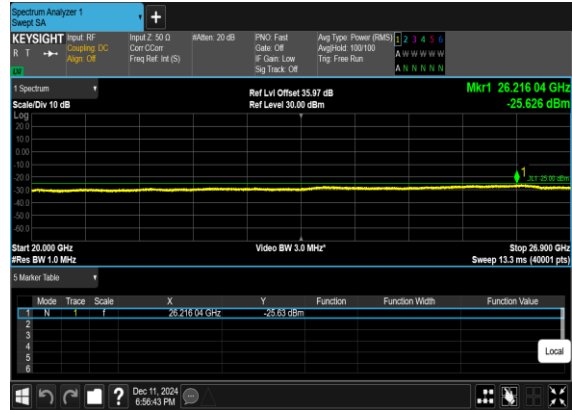 Spectrum Analyzer 1
Swept SA
+
KEYSIGHT Input: RF Input Z: 50 Ω #Atten: 20 dB PNO: Fast Avg Type: Power (RMS) 1 2 3 4 5 6
R T Coupling: DC Corr CCorr Gate: Off Avg|Hold: 100/100 A W W W W W
Align: Off Freq Ref: Int (S) IF Gain: Low Trig: Free Run
Sig Track: Off A N N N N N
1 Spectrum Ref Lvl Offset 35.97 dB Mkr1 26.216 04 GHz
Scale/Div 10 dB Ref Level 30.00 dBm -25.626 dBm
Log
20.0
10.0
0.00
-10.0
1
-20.0 DL1 -25.00 dBm
-30.0
-40.0
-50.0
-60.0
Start 20.000 GHz Video BW 3.0 MHz* Stop 26.900 GHz
#Res BW 1.0 MHz Sweep 13.3 ms (40001 pts)
5 Marker Table
Mode Trace Scale X Y Function Function Width Function Value
1 N 1 f 26.216 04 GHz -25.63 dBm
2
3
4
5
6
Local
? Dec 11, 2024
6:56:43 PM